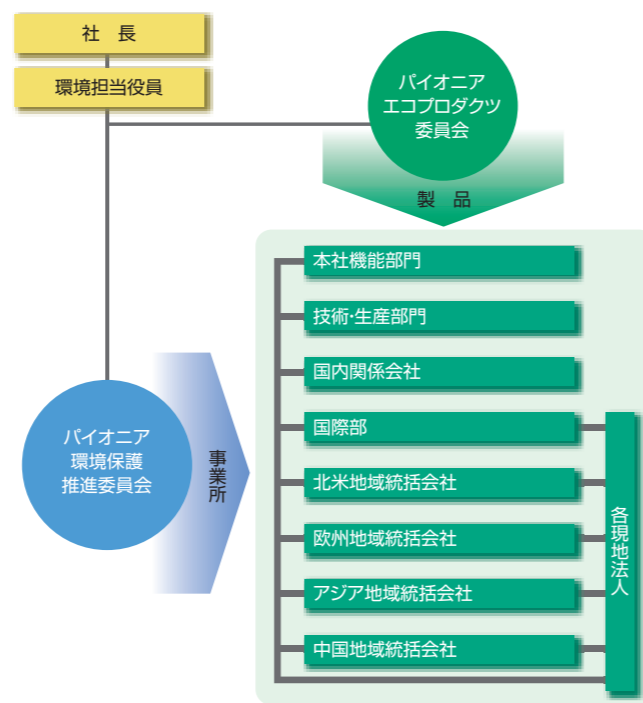 社　長
環境担当役員
パイオニア
エコプロダクツ
委員会
製　品
本社機能部門
技術・生産部門
国内関係会社
国際部
北米地域統括会社
欧州地域統括会社
アジア地域統括会社
中国地域統括会社
各現地法人
パイオニア
環境保護
推進委員会
事業所